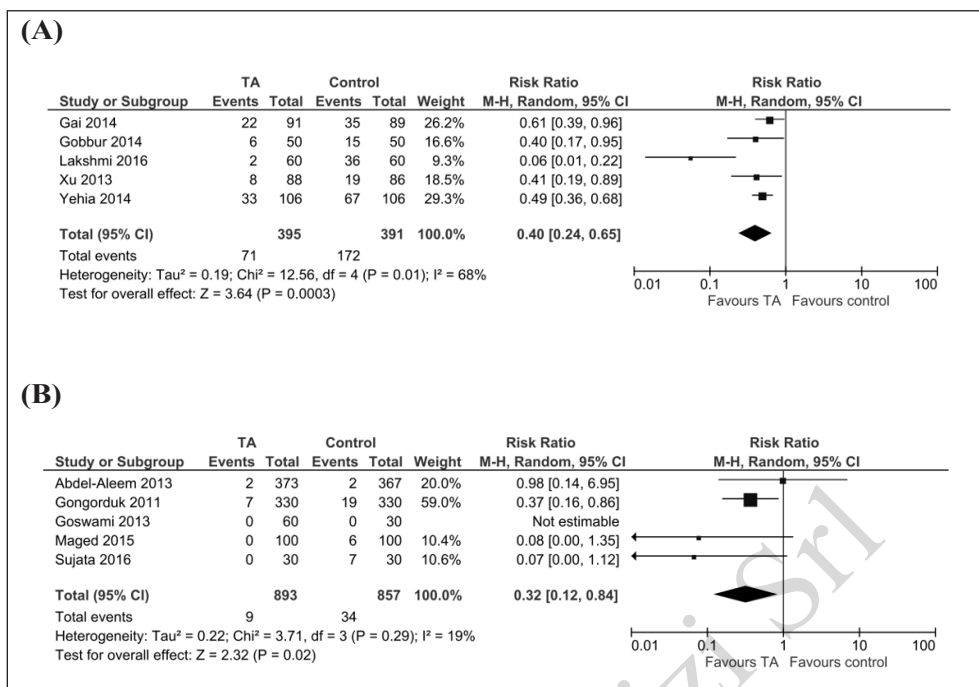 (A)
TA Control Risk Ratio Risk Ratio
Study or Subgroup Events Total Events Total Weight M-H, Random, 95% CI M-H, Random, 95% CI
Gai 2014 22 91 35 89 26.2% 0.61 [0.39, 0.96]
Gobbur 2014 6 50 15 50 16.6% 0.40 [0.17, 0.95]
Lakshmi 2016 2 60 36 60 9.3% 0.06 [0.01, 0.22]
Xu 2013 8 88 19 86 18.5% 0.41 [0.19, 0.89]
Yehia 2014 33 106 67 106 29.3% 0.49 [0.36, 0.68]
Total (95% CI) 395 391 100.0% 0.40 [0.24, 0.65]
Total events 71 172
Heterogeneity: Tau² = 0.19; Chi² = 12.56, df = 4 (P = 0.01); I² = 68%
Test for overall effect: Z = 3.64 (P = 0.0003)
0.01 0.1 1 10 100
Favours TA Favours control
(B)
TA Control Risk Ratio Risk Ratio
Study or Subgroup Events Total Events Total Weight M-H, Random, 95% CI M-H, Random, 95% CI
Abdel-Aleem 2013 2 373 2 367 20.0% 0.98 [0.14, 6.95]
Gongorduk 2011 7 330 19 330 59.0% 0.37 [0.16, 0.86]
Goswami 2013 0 60 0 30 Not estimable
Maged 2015 0 100 6 100 10.4% 0.08 [0.00, 1.35]
Sujata 2016 0 30 7 30 10.6% 0.07 [0.00, 1.12]
Total (95% CI) 893 857 100.0% 0.32 [0.12, 0.84]
Total events 9 34
Heterogeneity: Tau² = 0.22; Chi² = 3.71, df = 3 (P = 0.29); I² = 19%
Test for overall effect: Z = 2.32 (P = 0.02)
0.01 0.1 1 10 100
Favours TA Favours control
Srl